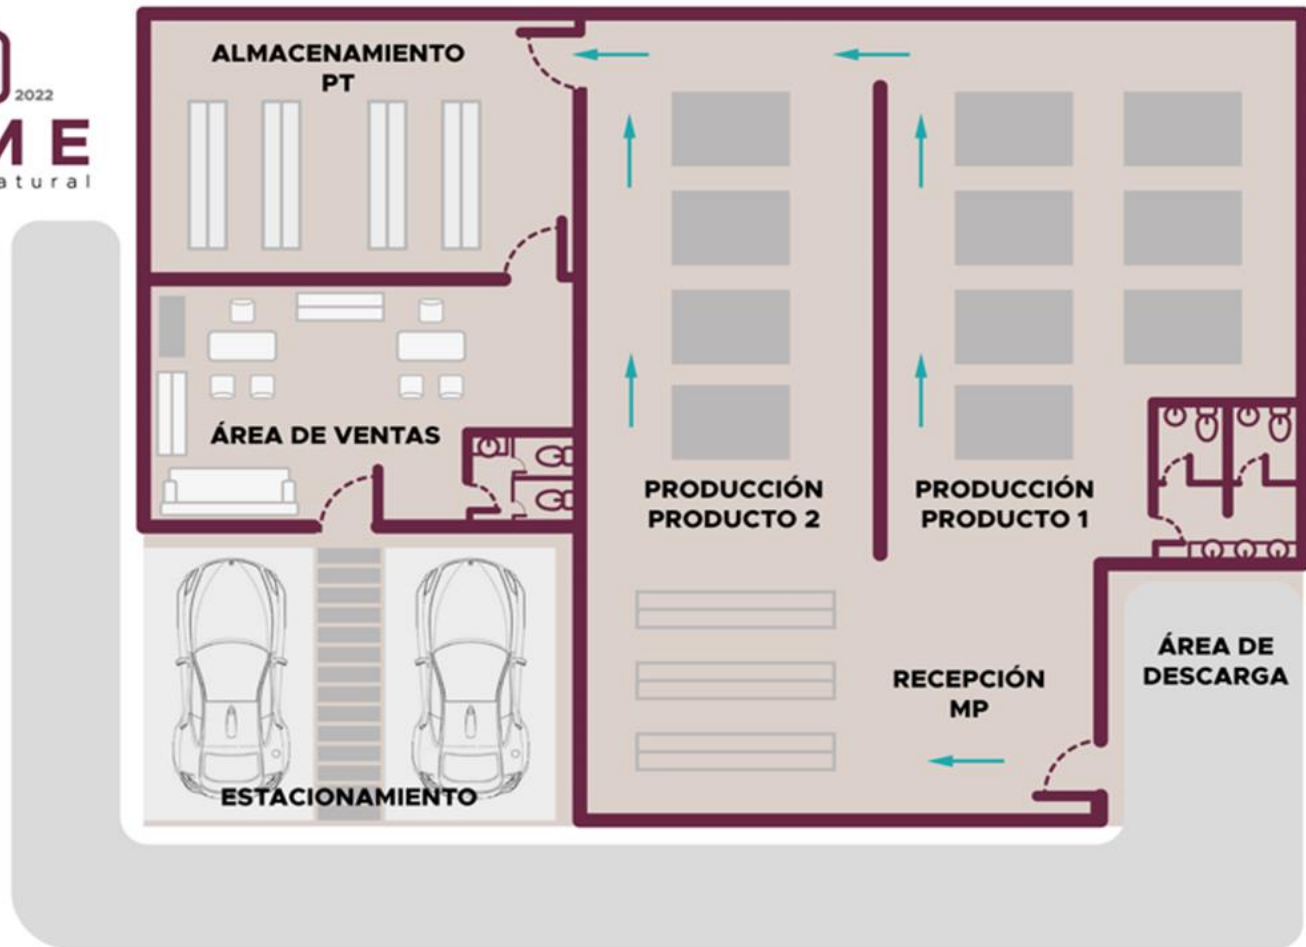 2022
ME
atural
ALMACENAMIENTO
PT
ÁREA DE VENTAS
PRODUCCIÓN
PRODUCTO 2
PRODUCCIÓN
PRODUCTO 1
RECEPCIÓN
MP
ÁREA DE
DESCARGA
ESTACIONAMIENTO